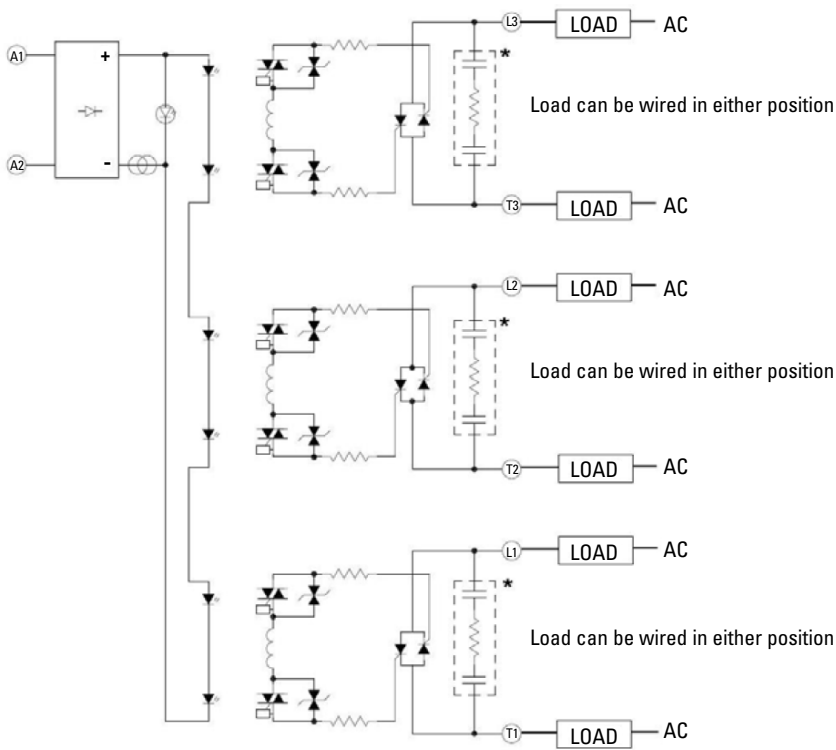 L3 LOAD AC
A1 + *
Load can be wired in either position
A2 -
T3 LOAD AC
L2 LOAD AC
*
Load can be wired in either position
T2 LOAD AC
L1 LOAD AC
*
Load can be wired in either position
T1 LOAD AC